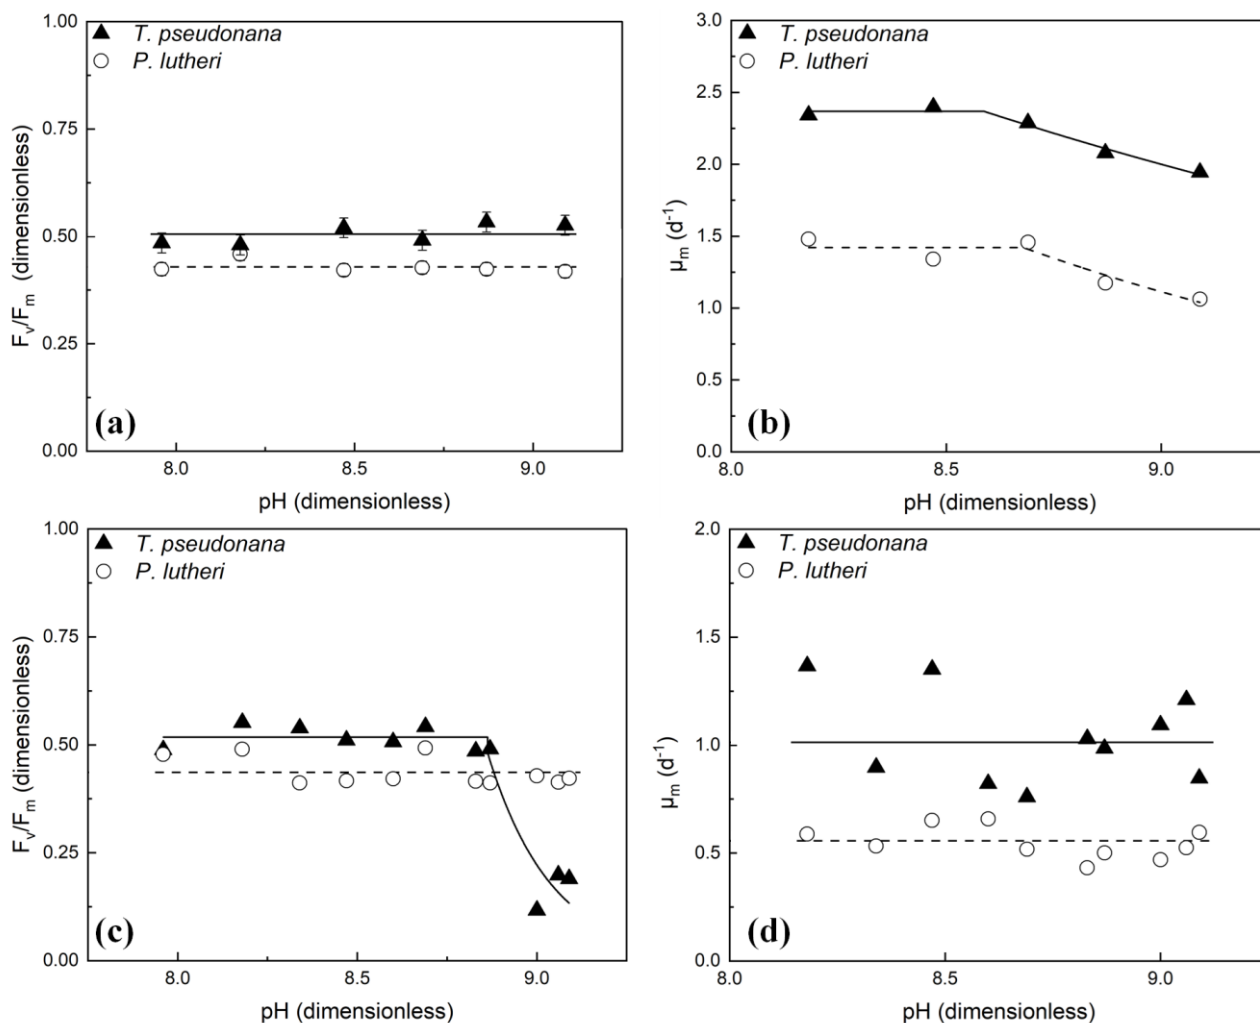 1.00
T. pseudonana
P. lutheri
0.75
0.50
0.25
0.00
Fv/Fm (dimensionless)
(a)
8.0 8.5 9.0
pH (dimensionless)
3.0
T. pseudonana
P. lutheri
2.5
2.0
1.5
1.0
0.5
0.0
μm (d-1)
(b)
8.0 8.5 9.0
pH (dimensionless)
1.00
T. pseudonana
P. lutheri
0.75
0.50
0.25
0.00
Fv/Fm (dimensionless)
(c)
8.0 8.5 9.0
pH (dimensionless)
2.0
T. pseudonana
P. lutheri
1.5
1.0
0.5
0.0
μm (d-1)
(d)
8.0 8.5 9.0
pH (dimensionless)